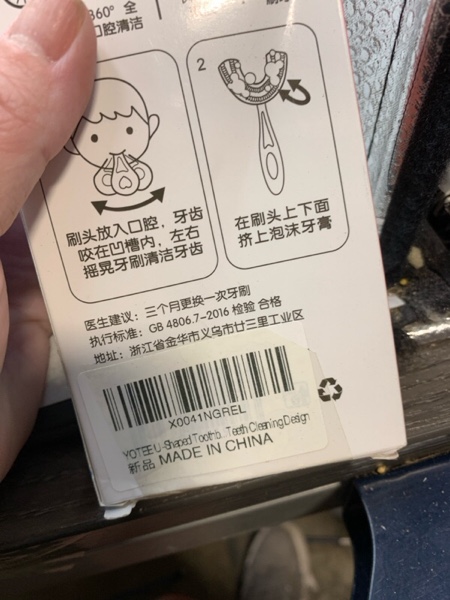 360° 全
口腔清洁
2
刷头放入口腔，牙齿
咬在凹槽内，左右
摇晃牙刷清洁牙齿
在刷头上下面
挤上泡沫牙膏
医生建议：三个月更换一次牙刷
执行标准：GB 4806.7-2016 检验 合格
地址：浙江省金华市义乌市廿三里工业区
X0041NGREL
YOTEE U-Shaped Toothb...Teeth Cleaning Design
新品 MADE IN CHINA